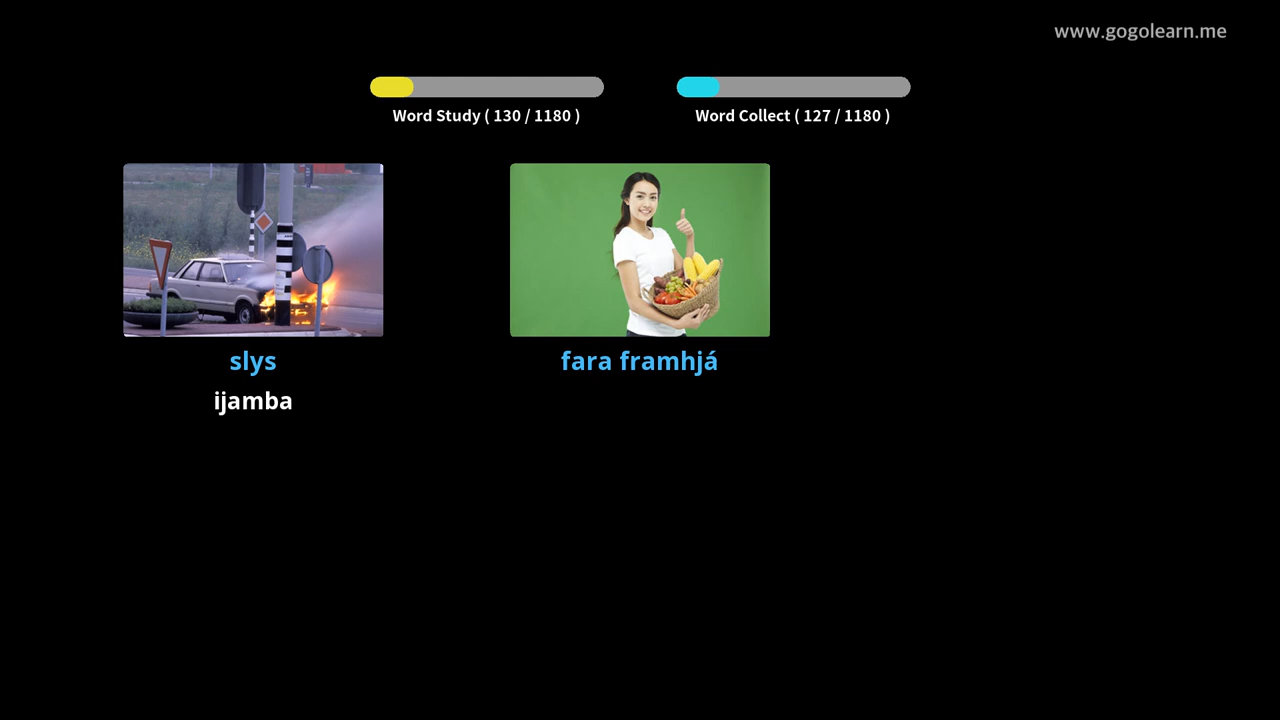 www.gogolearn.me
Word Study ( 130 / 1180 )
Word Collect ( 127 / 1180 )
slys
ijamba
fara framhjá